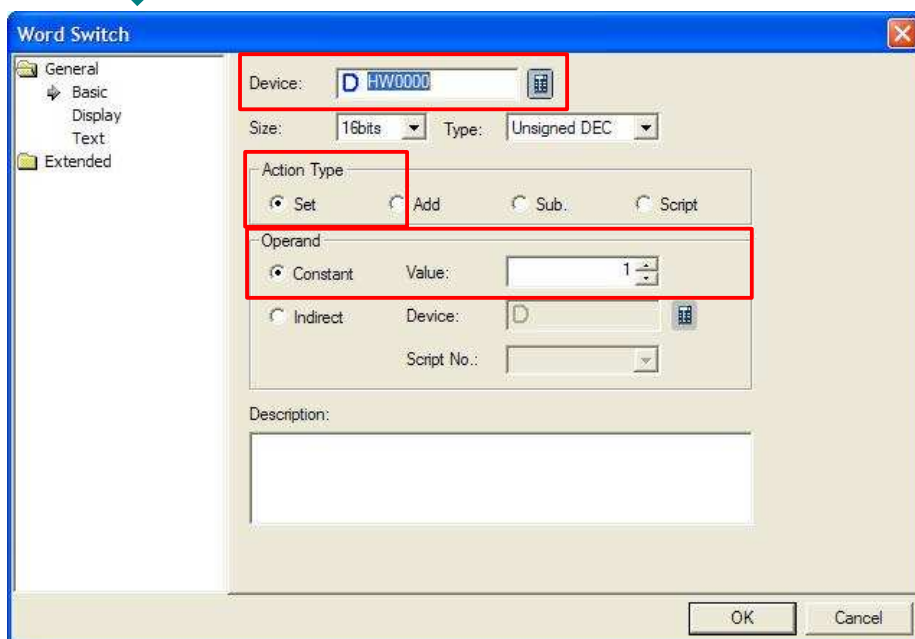 Word Switch
General
Basic
Display
Text
Extended
Device: D HW0000
Size: 16bits Type: Unsigned DEC
Action Type
Set Add Sub. Script
Operand
Constant Value: 1
Indirect Device: D
Script No.:
Description:
OK Cancel